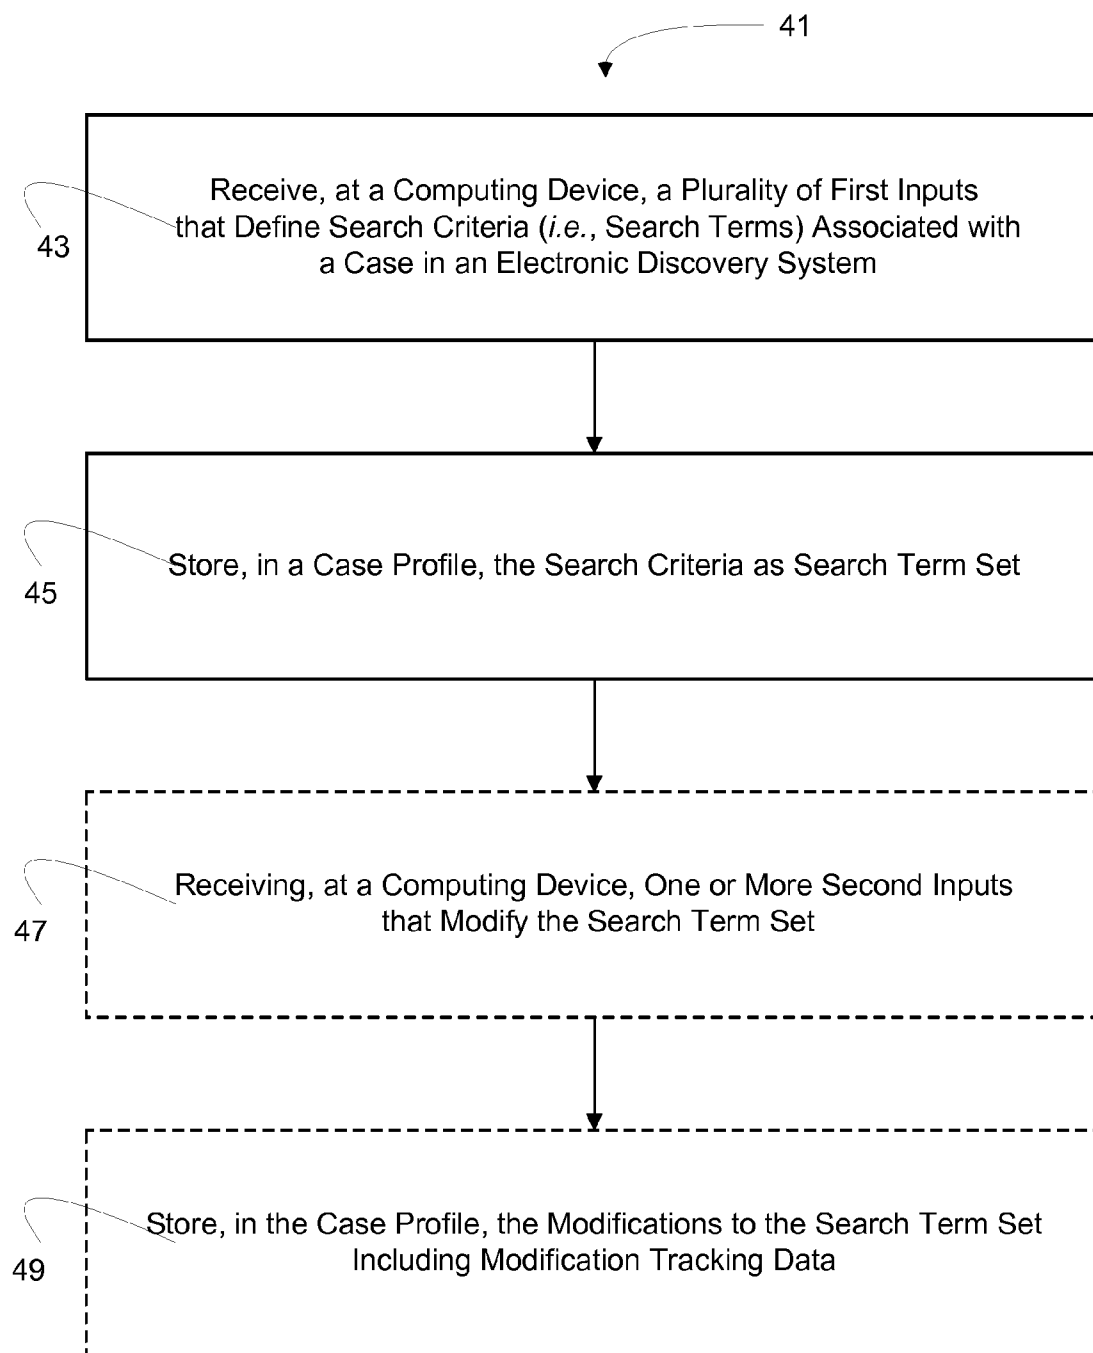 41
Receive, at a Computing Device, a Plurality of First Inputs
that Define Search Criteria (i.e., Search Terms) Associated with
a Case in an Electronic Discovery System
43
Store, in a Case Profile, the Search Criteria as Search Term Set
45
Receiving, at a Computing Device, One or More Second Inputs
that Modify the Search Term Set
47
Store, in the Case Profile, the Modifications to the Search Term Set
Including Modification Tracking Data
49